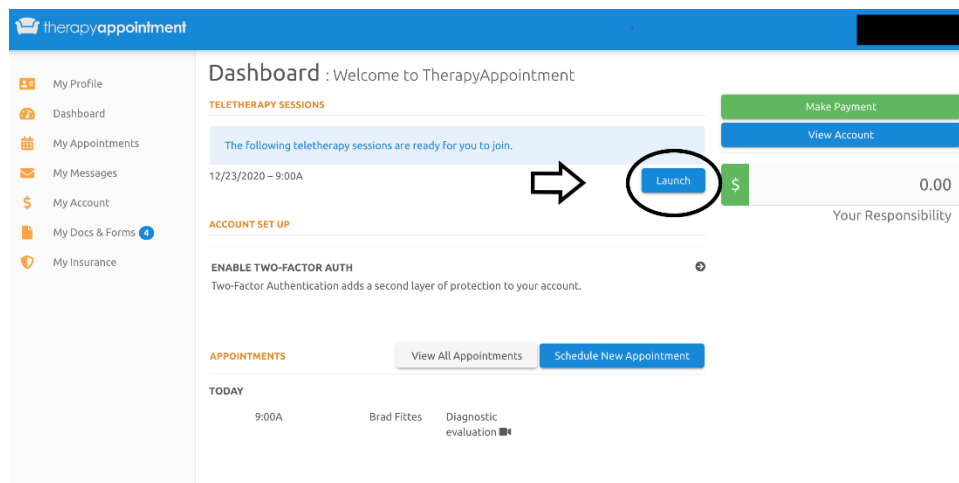 therapyappointment
My Profile
Dashboard
My Appointments
My Messages
My Account
My Docs & Forms 4
My Insurance
Dashboard : Welcome to TherapyAppointment
TELETHERAPY SESSIONS
The following teletherapy sessions are ready for you to join.
12/23/2020 – 9:00A
Launch
ACCOUNT SET UP
ENABLE TWO-FACTOR AUTH
Two-Factor Authentication adds a second layer of protection to your account.
APPOINTMENTS
View All Appointments
Schedule New Appointment
TODAY
9:00A
Brad Fittes
Diagnostic
evaluation
Make Payment
View Account
$ 0.00
Your Responsibility